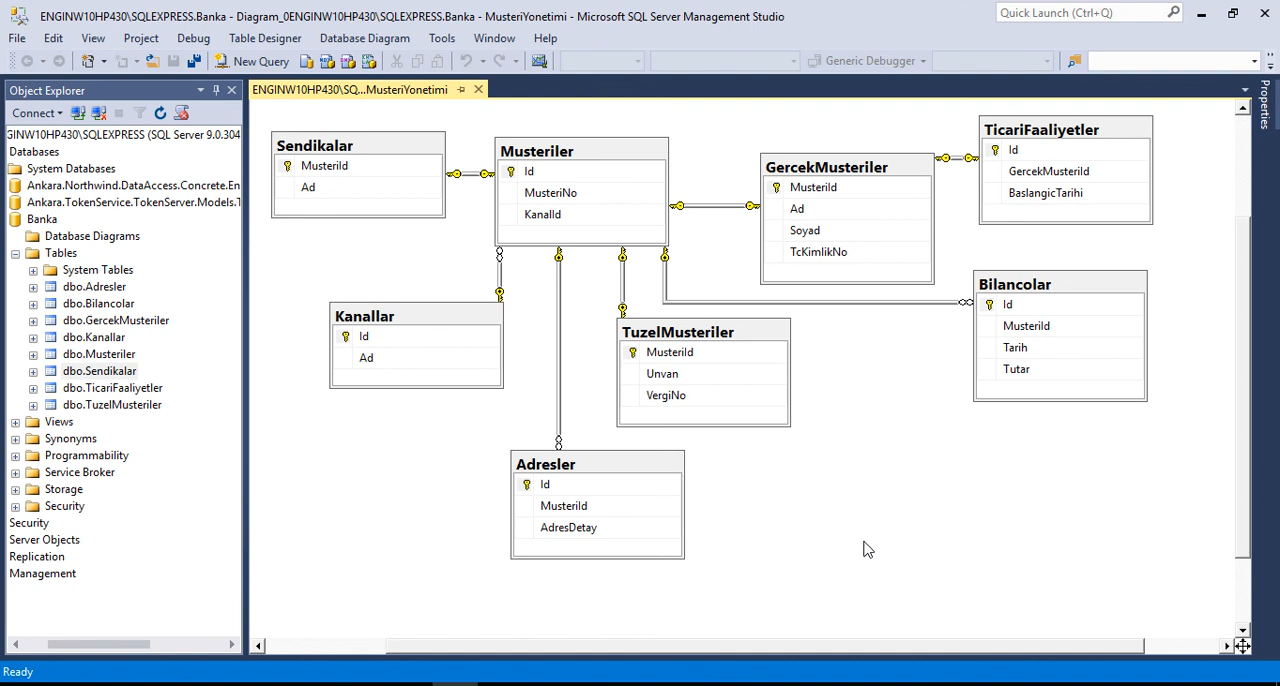 ENGINW10HP430\SQLEXPRESS.Banka - Diagram_0ENGINW10HP430\SQLEXPRESS.Banka - MusteriYonetimi - Microsoft SQL Server Management Studio
Quick Launch (Ctrl+Q)
File Edit View Project Debug Table Designer Database Diagram Tools Window Help
New Query
Generic Debugger
Object Explorer
Connect
GINW10HP430\SQLEXPRESS (SQL Server 9.0.304
Databases
System Databases
Ankara.Northwind.DataAccess.Concrete.En
Ankara.TokenService.TokenServer.Models.T
Banka
Database Diagrams
Tables
System Tables
dbo.Adresler
dbo.Bilancolar
dbo.GercekMusteriler
dbo.Kanallar
dbo.Musteriler
dbo.Sendikalar
dbo.TicariFaaliyetler
dbo.TuzelMusteriler
Views
Synonyms
Programmability
Service Broker
Storage
Security
Security
Server Objects
Replication
Management
ENGINW10HP430\SQ...MusteriYonetimi
Sendikalar
MusteriId
Ad
Musteriler
Id
MusteriNo
KanalId
GercekMusteriler
MusteriId
Ad
Soyad
TcKimlikNo
TicariFaaliyetler
Id
GercekMusteriId
BaslangicTarihi
Kanallar
Id
Ad
TuzelMusteriler
MusteriId
Unvan
VergiNo
Bilancolar
Id
MusteriId
Tarih
Tutar
Adresler
Id
MusteriId
AdresDetay
Properties
Ready